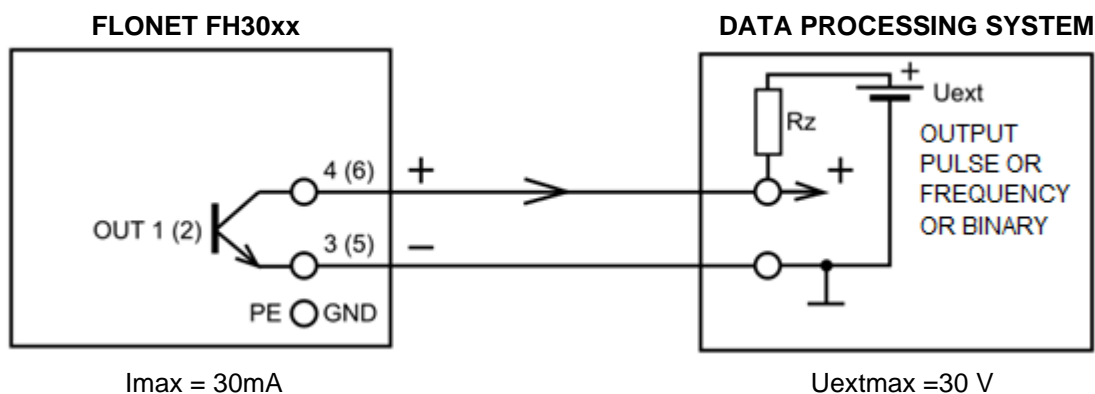 FLONET FH30xx
DATA PROCESSING SYSTEM
+
Uext
Rz
OUTPUT
PULSE OR
FREQUENCY
OR BINARY
4 (6)
+
+
OUT 1 (2)
3 (5)
−
PE GND
Imax = 30mA
Uextmax =30 V